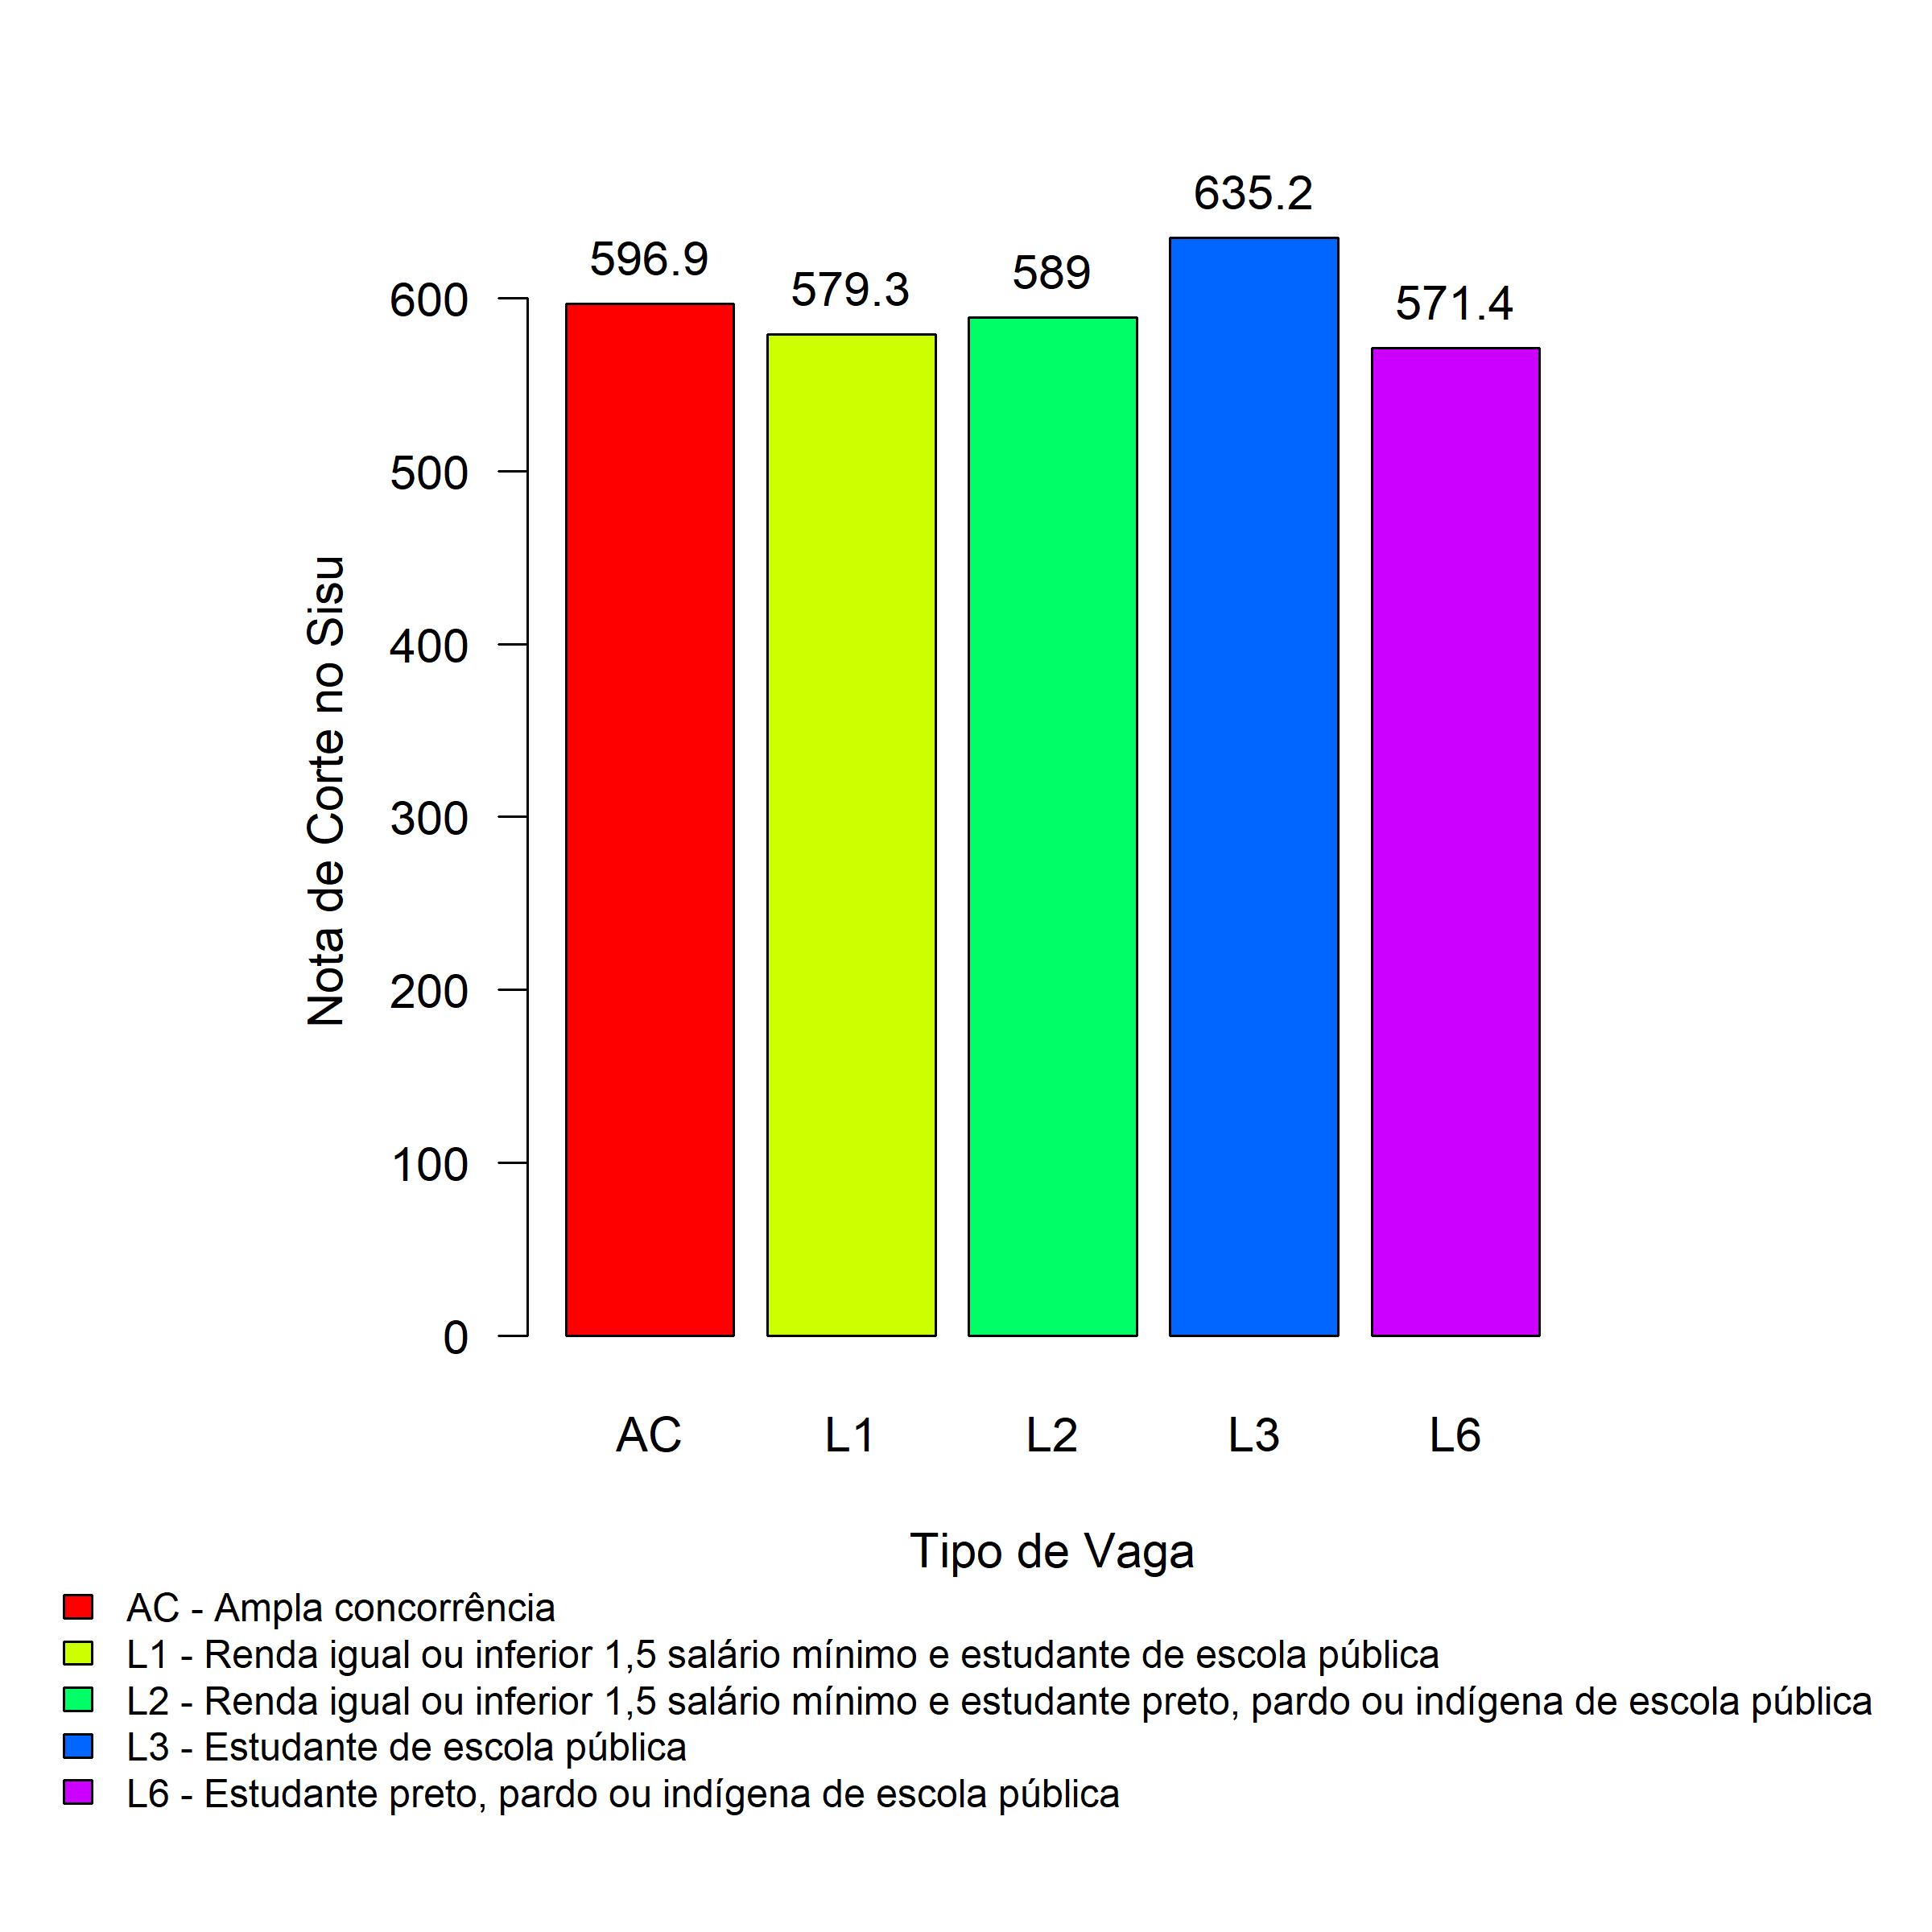 635.2
596.9
589
579.3
571.4
600
500
400
300
200
100
0
Nota de Corte no Sisu
AC L1 L2 L3 L6
Tipo de Vaga
AC - Ampla concorrência
L1 - Renda igual ou inferior 1,5 salário mínimo e estudante de escola pública
L2 - Renda igual ou inferior 1,5 salário mínimo e estudante preto, pardo ou indígena de escola pública
L3 - Estudante de escola pública
L6 - Estudante preto, pardo ou indígena de escola pública